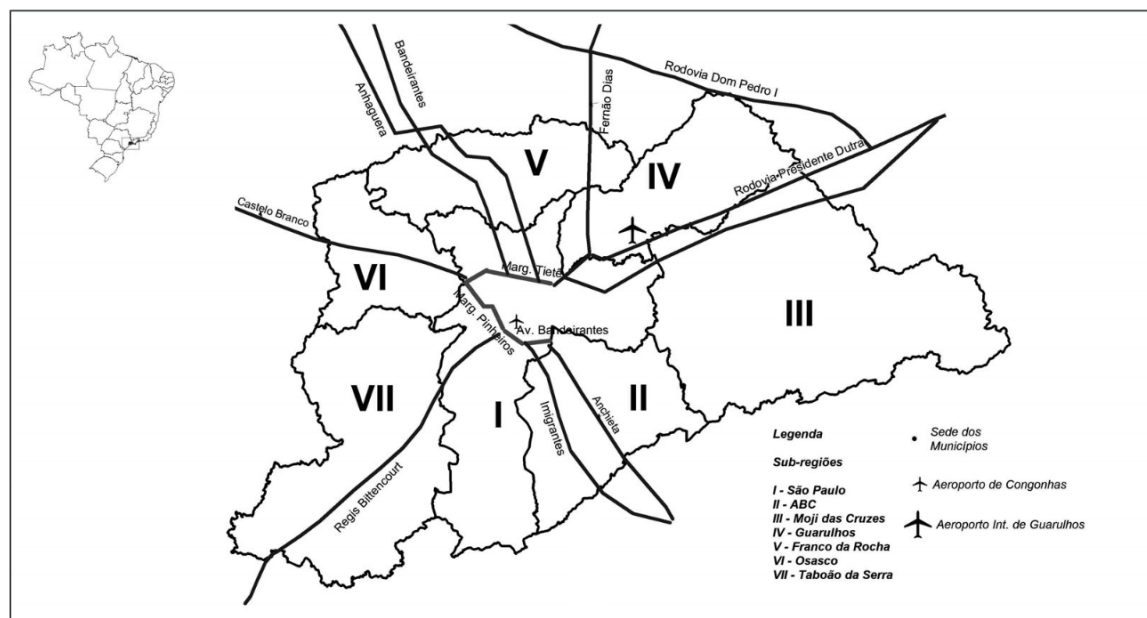 Bandeirantes
Anhaguera
Fernão Dias
Rodovia Dom Pedro I
Rodovia Presidente Dutra
V
IV
Castelo Branco
VI
Marg. Tietê
Marg. Pinheiros
Av. Bandeirantes
III
VII
I
II
Imigrantes
Anchieta
Regis Bittencourt
Legenda
Sub-regiões
I - São Paulo
II - ABC
III - Moji das Cruzes
IV - Guarulhos
V - Franco da Rocha
VI - Osasco
VII - Taboão da Serra
Sede dos
Municípios
Aeroporto de Congonhas
Aeroporto Int. de Guarulhos